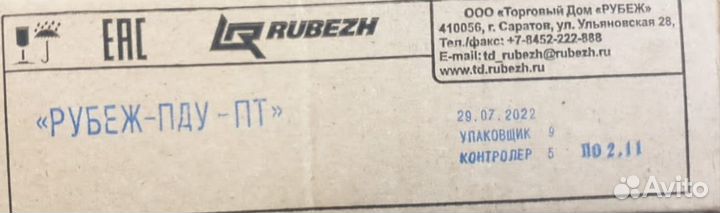 EAC
RUBEZH
ООО «Торговый Дом «РУБЕЖ»
410056, г. Саратов, ул. Ульяновская 28,
Тел./факс: +7-8452-222-888
E-mail:td_rubezh@rubezh.ru
www.td.rubezh.ru
«РУБЕЖ-ПДУ-ПТ»
29.07.2022
УПАКОВЩИК 9
КОНТРОЛЕР 5 ПО 2.11
Avito